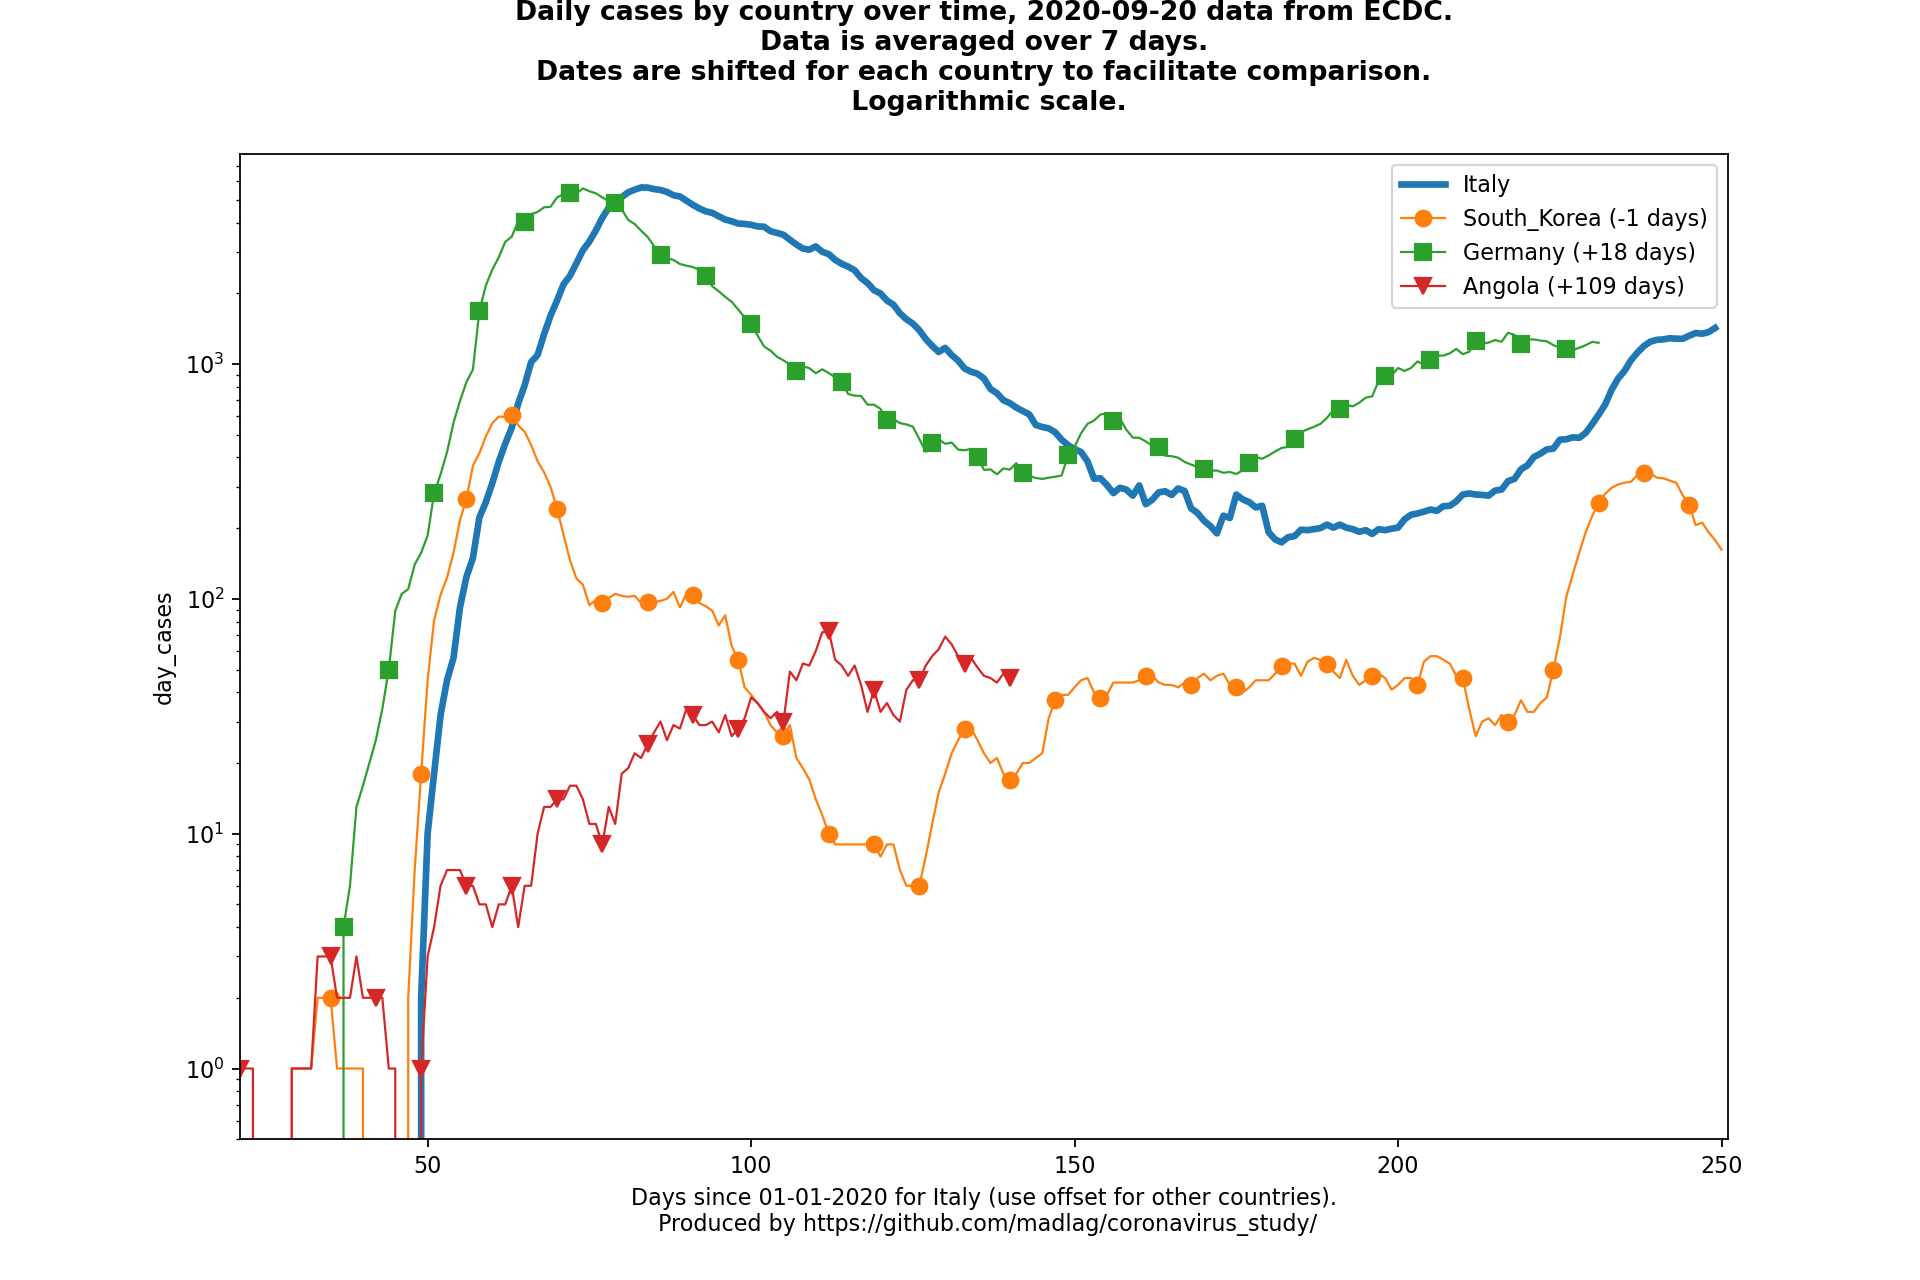 Daily cases by country over time, 2020-09-20 data from ECDC.
Data is averaged over 7 days.
Dates are shifted for each country to facilitate comparison.
Logarithmic scale.
Italy
South_Korea (-1 days)
Germany (+18 days)
Angola (+109 days)
day_cases
10³
10²
10¹
10⁰
50
100
150
200
250
Days since 01-01-2020 for Italy (use offset for other countries).
Produced by https://github.com/madlag/coronavirus_study/